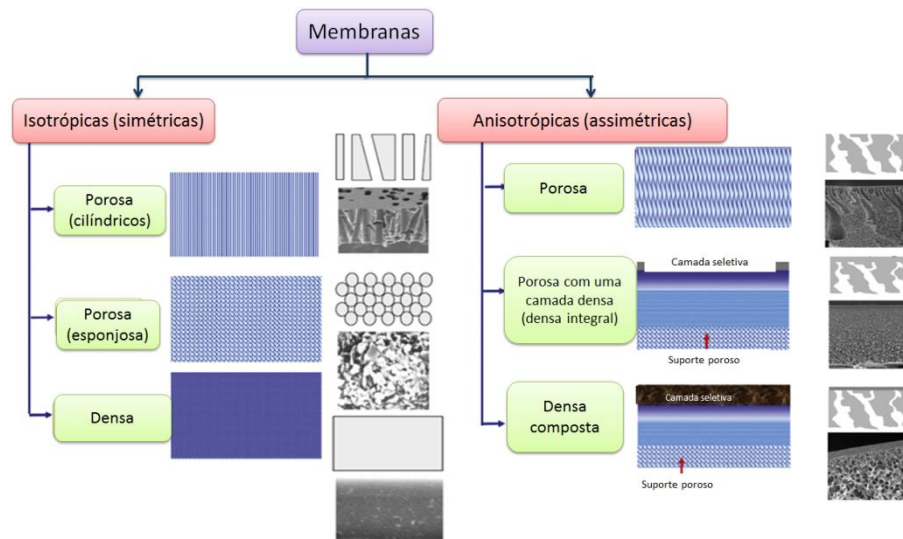 Membranas
Isotrópicas (simétricas)
Anisotrópicas (assimétricas)
Porosa
(cilíndricos)
Porosa
(esponjosa)
Densa
Porosa
Camada seletiva
Porosa com uma
camada densa
(densa integral)
Suporte poroso
Camada seletiva
Densa
composta
Suporte poroso